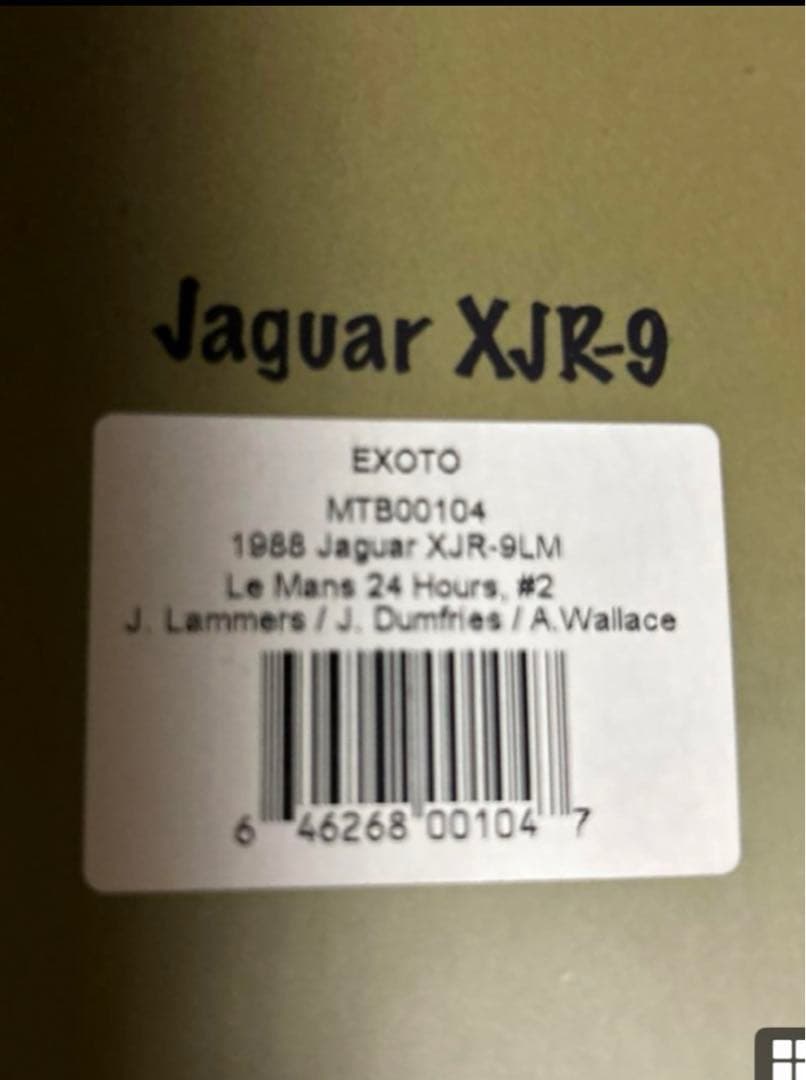 Jaguar XJR-9
EXOTO
MTB00104
1988 Jaguar XJR-9LM
Le Mans 24 Hours, #2
J. Lammers / J. Dumfries / A.Wallace
6 46268 00104 7